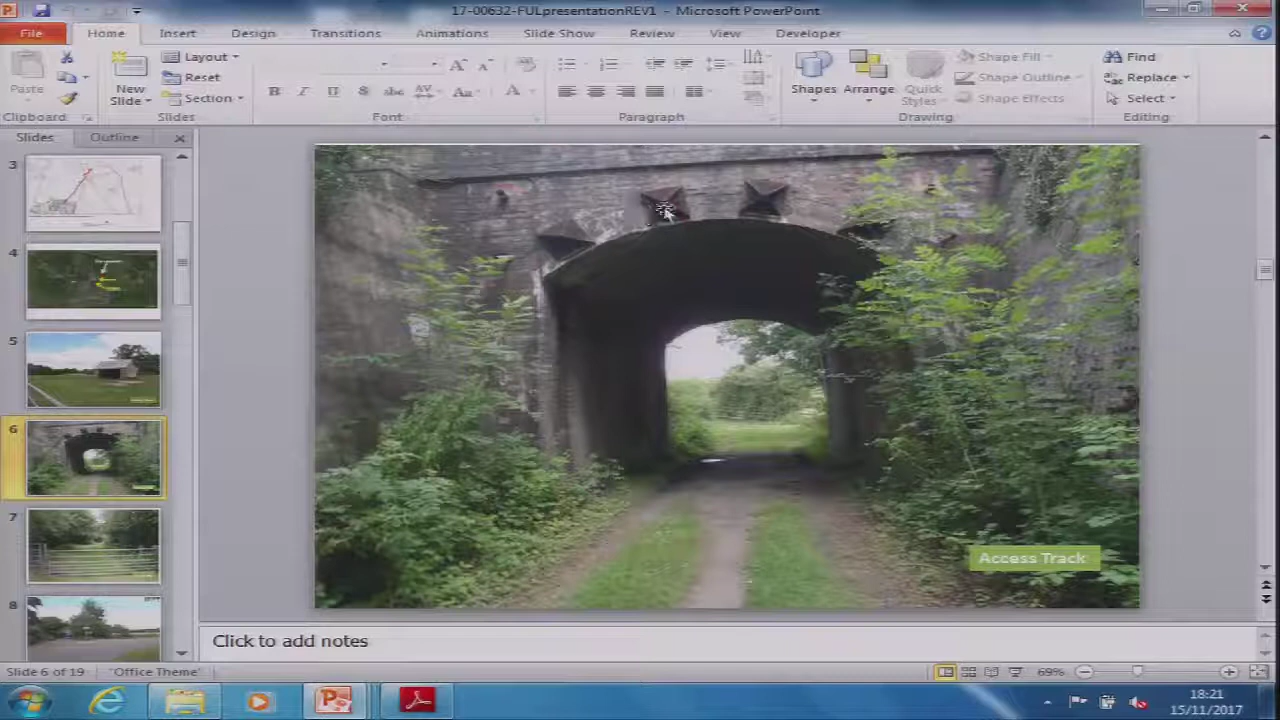 17-00632-FULpresentationREV1 - Microsoft PowerPoint
File Home Insert Design Transitions Animations Slide Show Review View Developer
Paste
New Slide
Layout
Reset
Section
B I U S abc AV Aa A
Shapes
Arrange
Quick Styles
Shape Fill
Shape Outline
Shape Effects
Find
Replace
Select
Clipboard Slides Font Paragraph Drawing Editing
Slides Outline
3
4
5
6
7
8
Access Track
Click to add notes
Slide 6 of 19 "Office Theme" 69%
18:21
15/11/2017